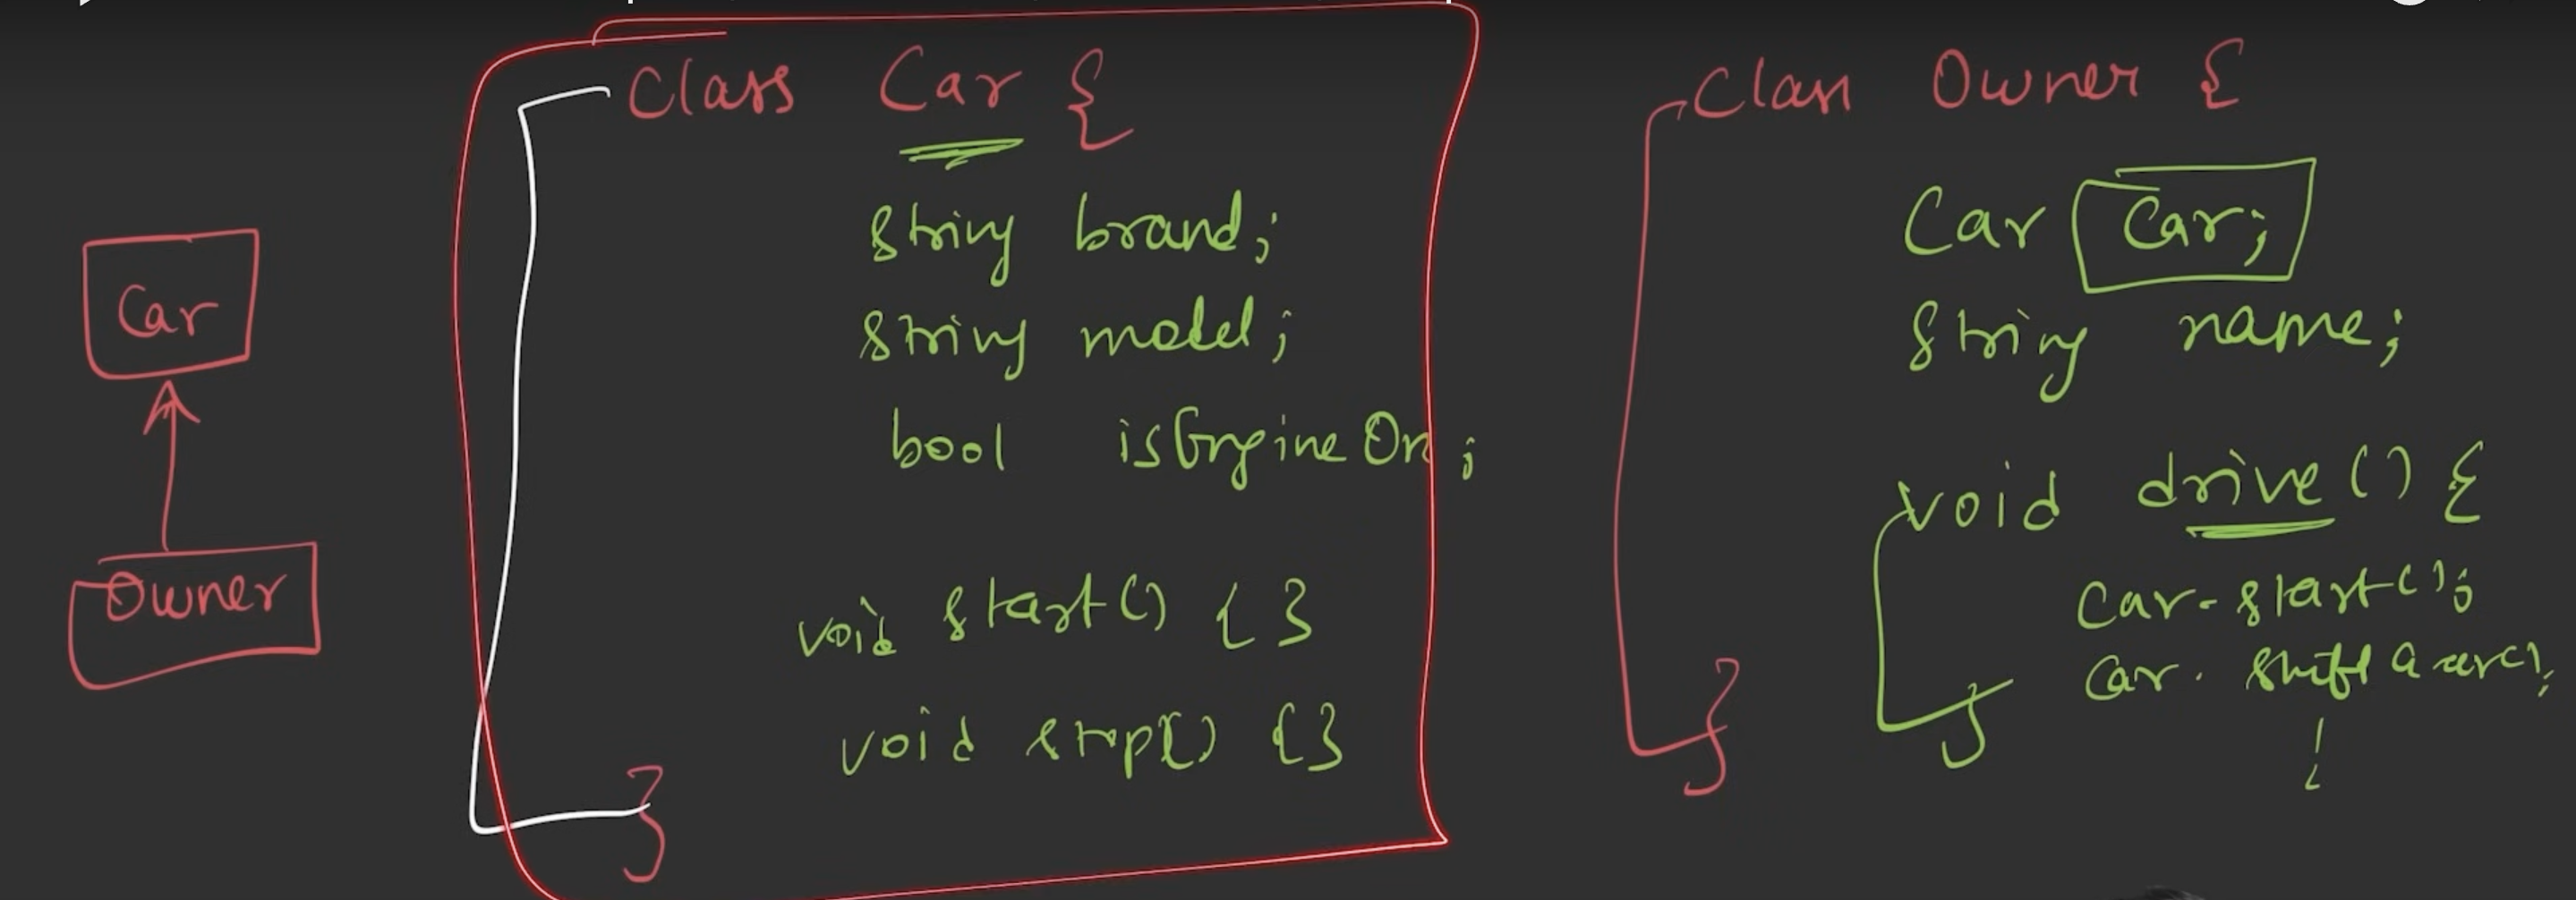 Car
Owner
Class Car {
string brand;
string model;
bool isEngineOn;
void start() { }
void stop() { }
}
Class Owner {
Car Car;
string name;
void drive() {
Car.start();
Car. shiftGear();
}
}